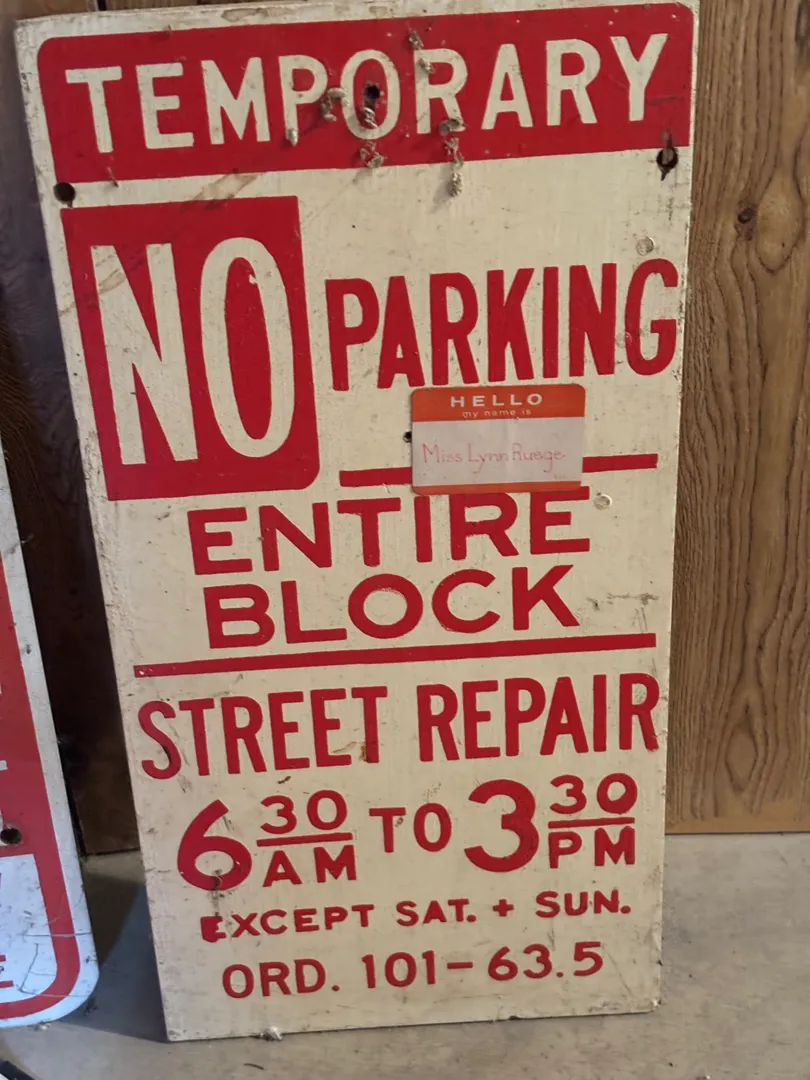 TEMPORARY
NO PARKING
HELLO
my name is
Miss Lynn Ruege
ENTIRE
BLOCK
STREET REPAIR
6 30 AM TO 3 30 PM
EXCEPT SAT. + SUN.
ORD. 101-63.5